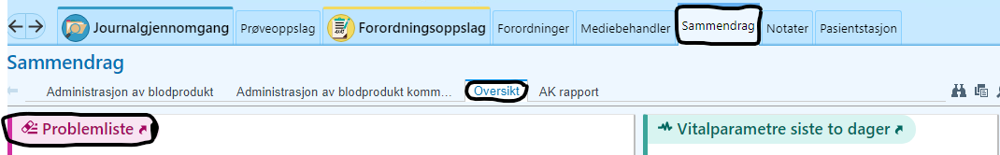 Journalgjennomgang Prøveoppslag Forordningsoppslag Forordninger Mediebehandler Sammendrag Notater Pasientstasjon
Sammendrag
Administrasjon av blodprodukt Administrasjon av blodprodukt komm... Oversikt AK rapport
Problemliste Vitalparametre siste to dager